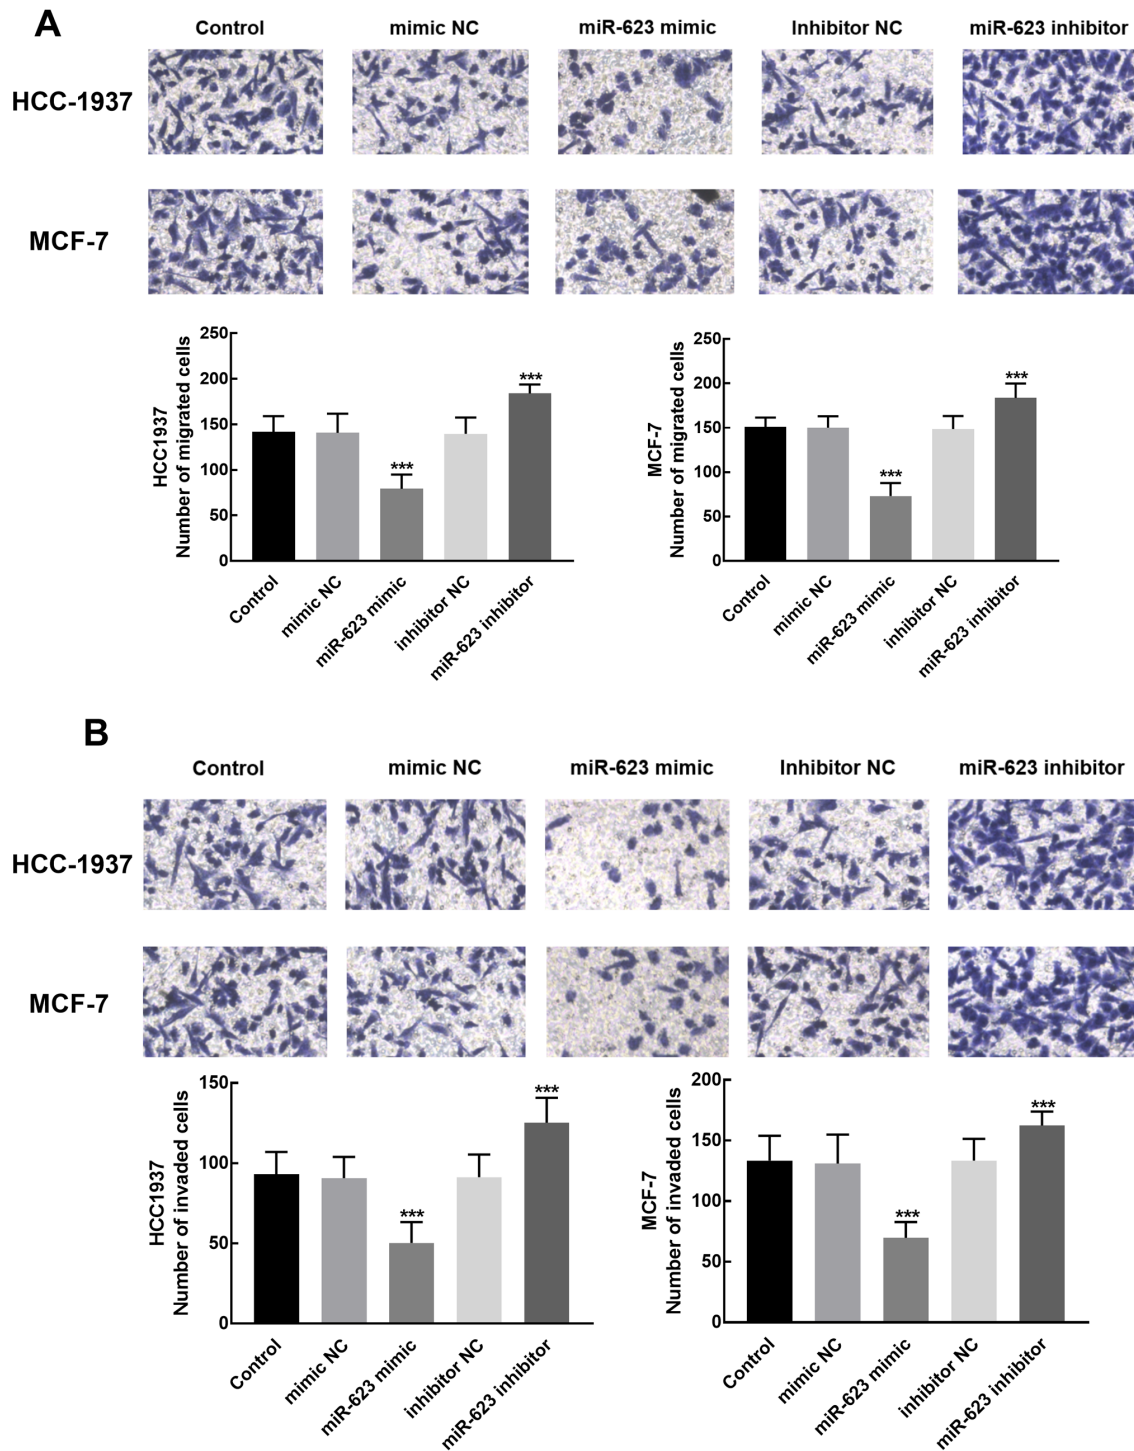 A
Control mimic NC miR-623 mimic Inhibitor NC miR-623 inhibitor
HCC-1937
MCF-7
HCC1937
Number of migrated cells
250
200
150
100
50
0
***
***
Control
mimic NC
miR-623 mimic
inhibitor NC
miR-623 inhibitor
MCF-7
Number of migrated cells
250
200
150
100
50
0
***
***
Control
mimic NC
miR-623 mimic
inhibitor NC
miR-623 inhibitor
B
Control mimic NC miR-623 mimic Inhibitor NC miR-623 inhibitor
HCC-1937
MCF-7
HCC1937
Number of invaded cells
150
100
50
0
***
***
Control
mimic NC
miR-623 mimic
inhibitor NC
miR-623 inhibitor
MCF-7
Number of invaded cells
200
150
100
50
0
***
***
Control
mimic NC
miR-623 mimic
inhibitor NC
miR-623 inhibitor